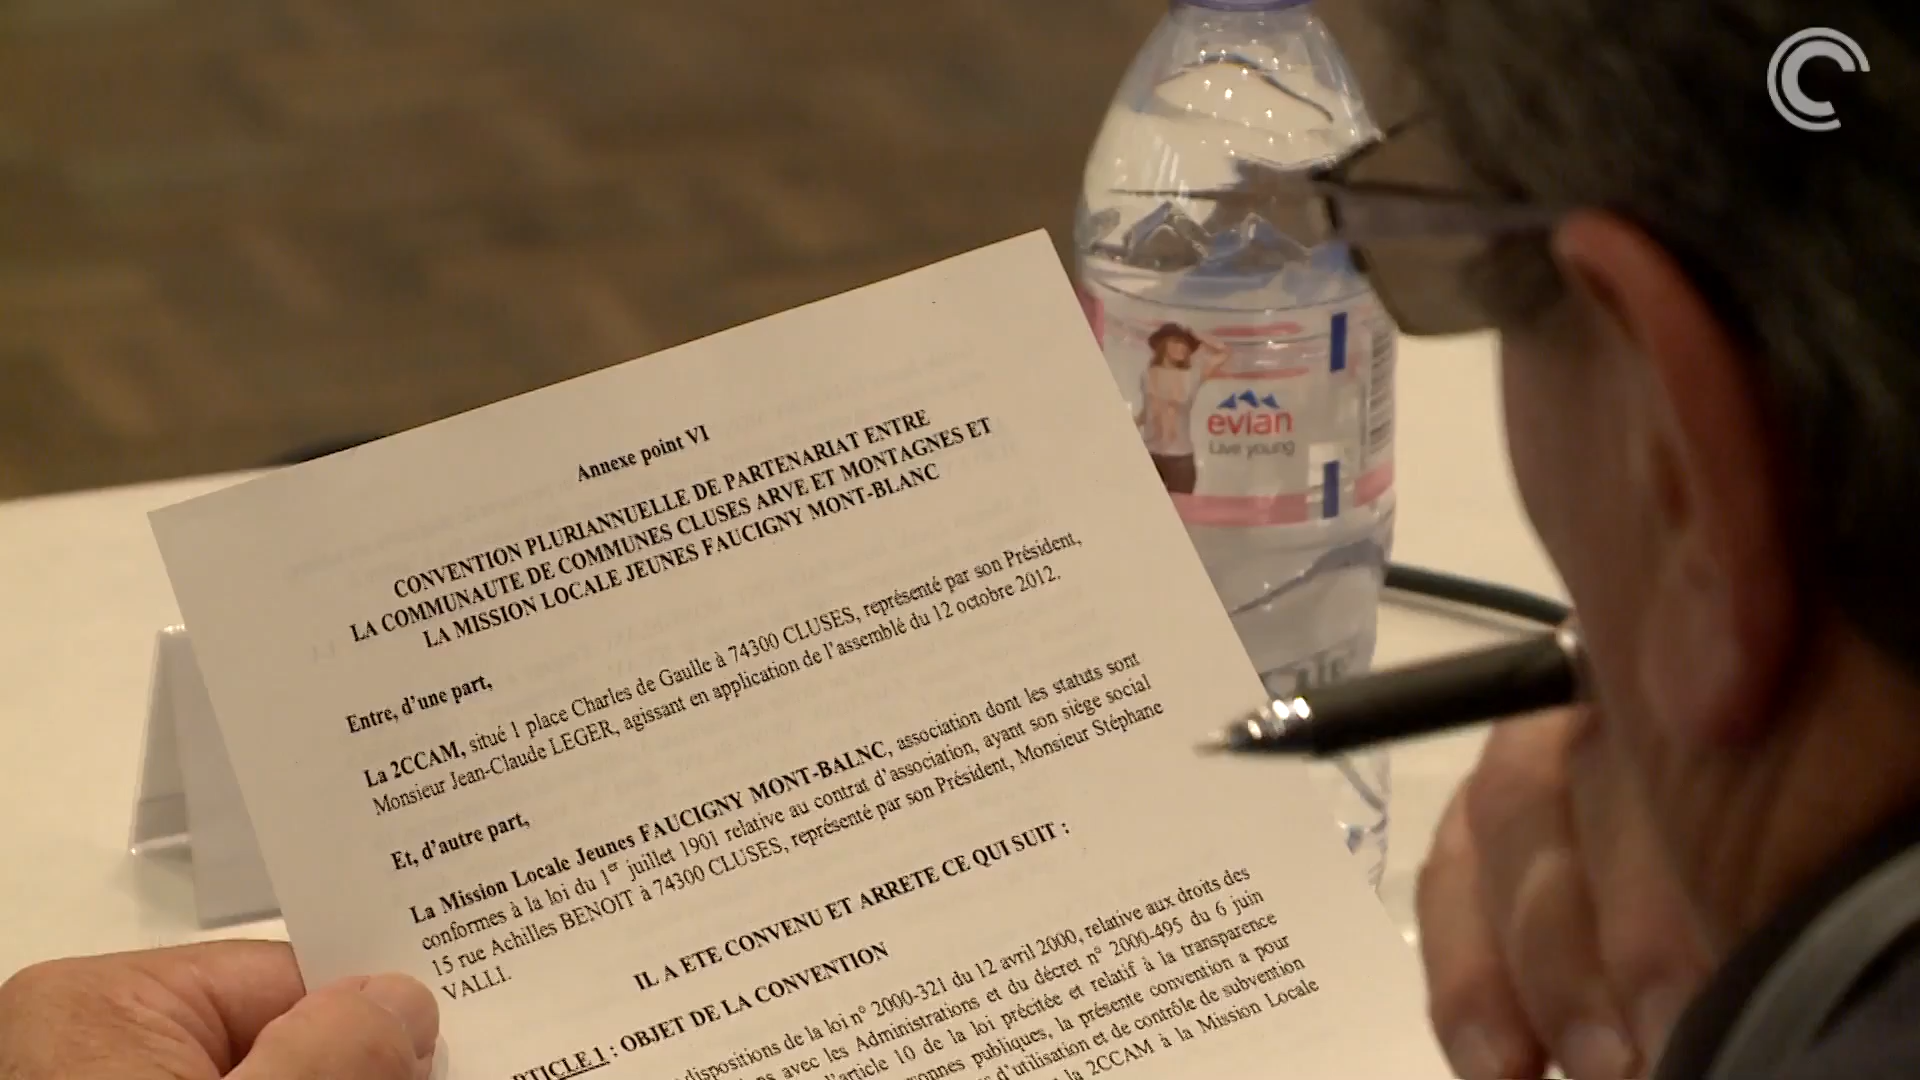 Annexe point VI
CONVENTION PLURIANNUELLE DE PARTENARIAT ENTRE
LA COMMUNAUTE DE COMMUNES CLUSES ARVE ET MONTAGNES ET
LA MISSION LOCALE JEUNES FAUCIGNY MONT-BLANC
Entre, d'une part,
La 2CCAM, situé 1 place Charles de Gaulle à 74300 CLUSES, représenté par son Président,
Monsieur Jean-Claude LEGER, agissant en application de l'assemblé du 12 octobre 2012.
Et, d'autre part,
La Mission Locale Jeunes FAUCIGNY MONT-BALNC, association dont les statuts sont
conformes à la loi du 1er juillet 1901 relative au contrat d'association, ayant son siège social
15 rue Achilles BENOIT à 74300 CLUSES, représenté par son Président, Monsieur Stéphane
VALLI.
IL A ETE CONVENU ET ARRETE CE QUI SUIT :
ARTICLE 1 : OBJET DE LA CONVENTION
dispositions de la loi n° 2000-321 du 12 avril 2000, relative aux droits des
avec les Administrations et du décret n° 2000-495 du 6 juin
l'article 10 de la loi précitée et relatif à la transparence
publiques, la présente convention a pour
d'utilisation et de contrôle de subvention
la 2CCAM à la Mission Locale
evian
Live young